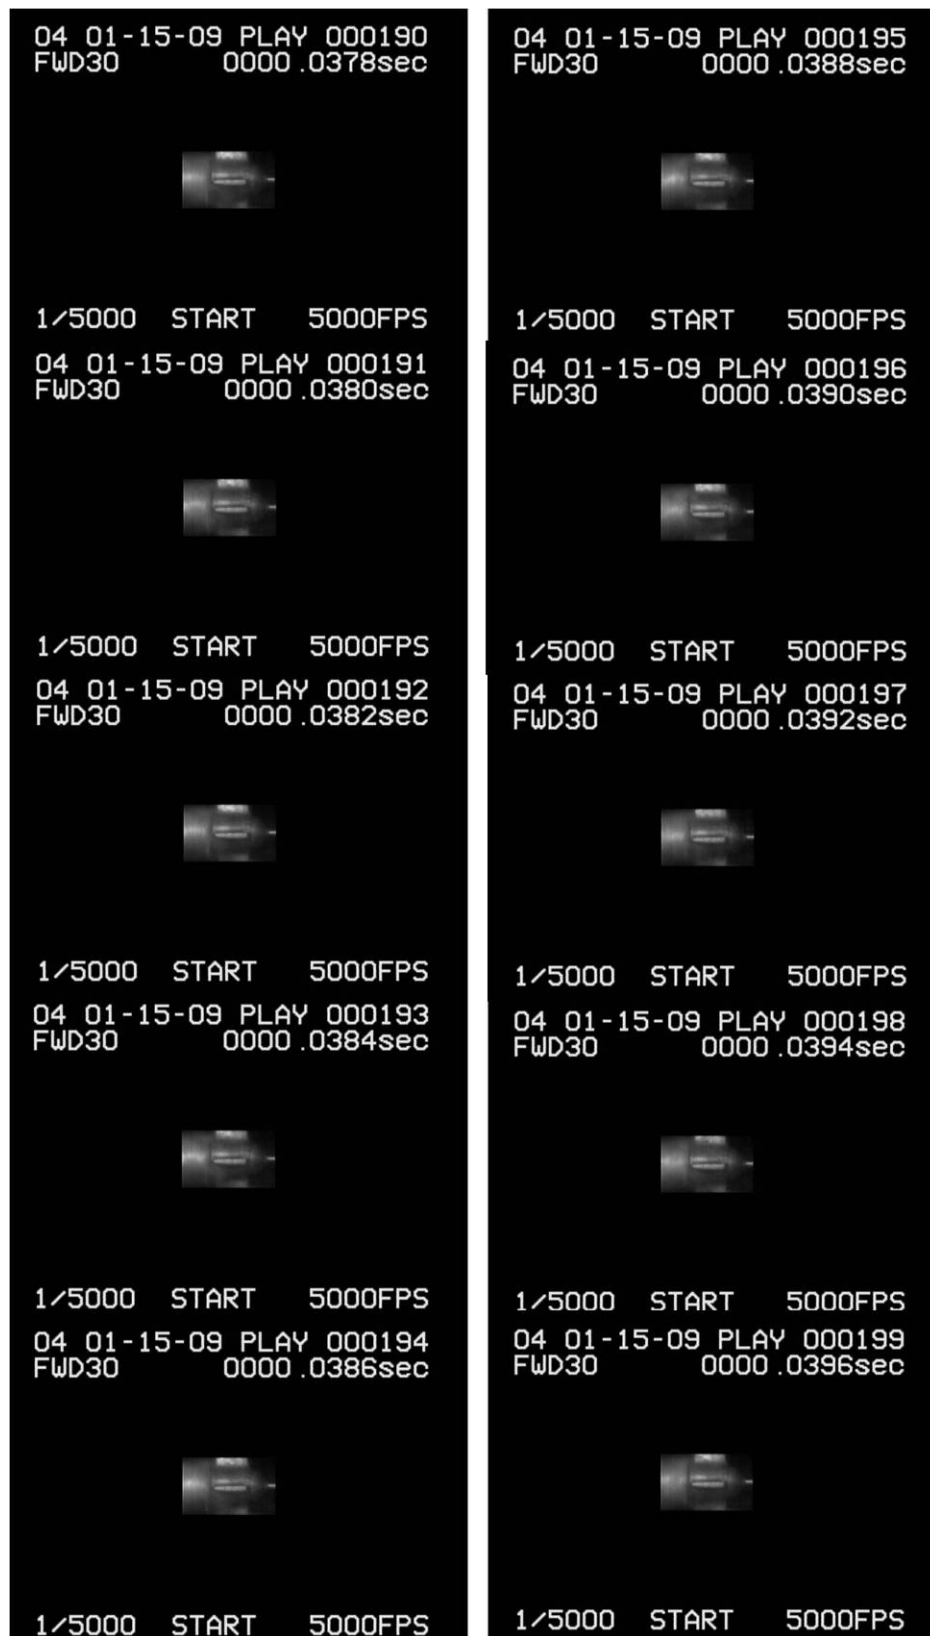 04 01-15-09 PLAY 000190
FWD30 0000.0378sec
1/5000 START 5000FPS
04 01-15-09 PLAY 000191
FWD30 0000.0380sec
1/5000 START 5000FPS
04 01-15-09 PLAY 000192
FWD30 0000.0382sec
1/5000 START 5000FPS
04 01-15-09 PLAY 000193
FWD30 0000.0384sec
1/5000 START 5000FPS
04 01-15-09 PLAY 000194
FWD30 0000.0386sec
1/5000 START 5000FPS
04 01-15-09 PLAY 000195
FWD30 0000.0388sec
1/5000 START 5000FPS
04 01-15-09 PLAY 000196
FWD30 0000.0390sec
1/5000 START 5000FPS
04 01-15-09 PLAY 000197
FWD30 0000.0392sec
1/5000 START 5000FPS
04 01-15-09 PLAY 000198
FWD30 0000.0394sec
1/5000 START 5000FPS
04 01-15-09 PLAY 000199
FWD30 0000.0396sec
1/5000 START 5000FPS